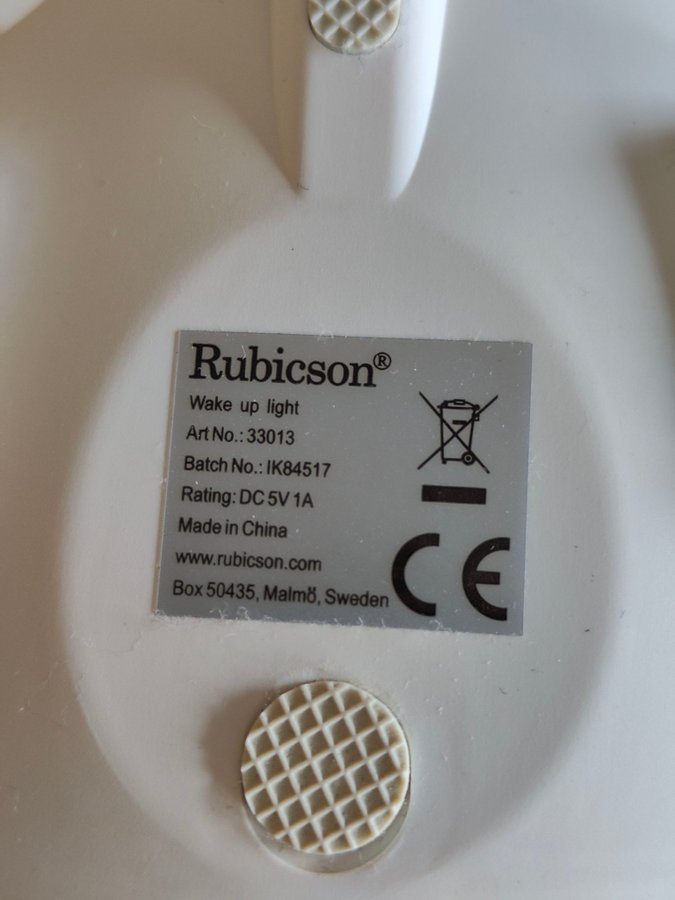 Rubicson®
Wake up light
Art No.: 33013
Batch No.: IK84517
Rating: DC 5V 1A
Made in China
www.rubicson.com
Box 50435, Malmö, Sweden
CE